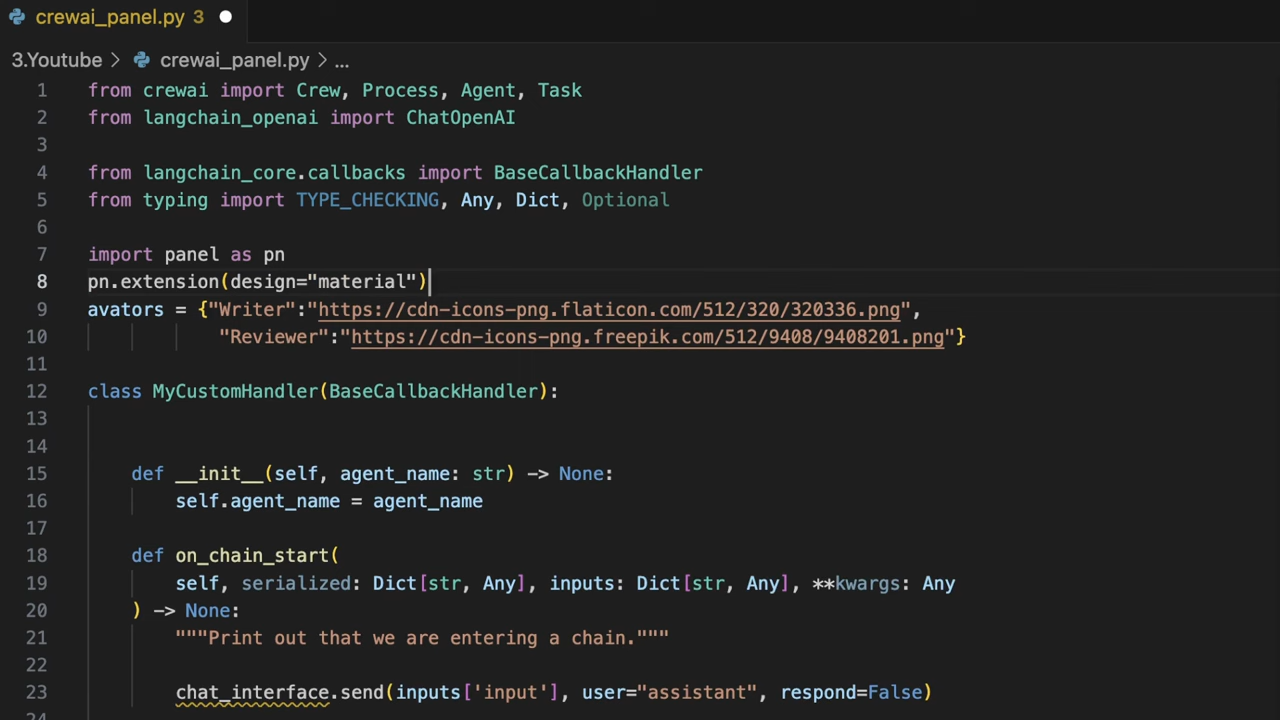 crewai_panel.py 3
3.Youtube > crewai_panel.py > ...
1 from crewai import Crew, Process, Agent, Task
2 from langchain_openai import ChatOpenAI
3
4 from langchain_core.callbacks import BaseCallbackHandler
5 from typing import TYPE_CHECKING, Any, Dict, Optional
6
7 import panel as pn
8 pn.extension(design="material")
9 avators = {"Writer":"https://cdn-icons-png.flaticon.com/512/320/320336.png",
10 "Reviewer":"https://cdn-icons-png.freepik.com/512/9408/9408201.png"}
11
12 class MyCustomHandler(BaseCallbackHandler):
13
14
15 def __init__(self, agent_name: str) -> None:
16 self.agent_name = agent_name
17
18 def on_chain_start(
19 self, serialized: Dict[str, Any], inputs: Dict[str, Any], **kwargs: Any
20 ) -> None:
21 """Print out that we are entering a chain."""
22
23 chat_interface.send(inputs['input'], user="assistant", respond=False)
24